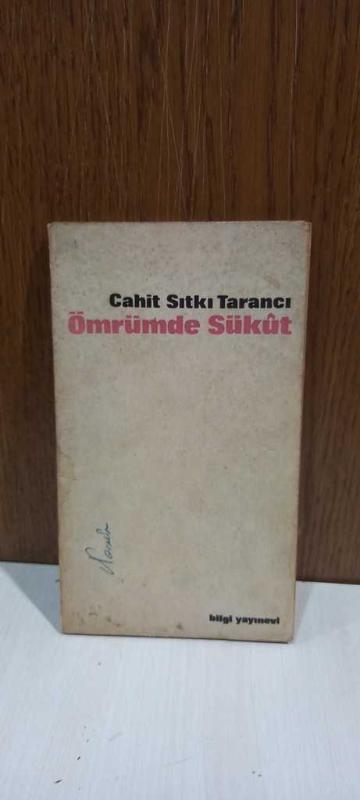 Cahit Sıtkı Tarancı
Ömrümde Sükût
bilgi yayınevi